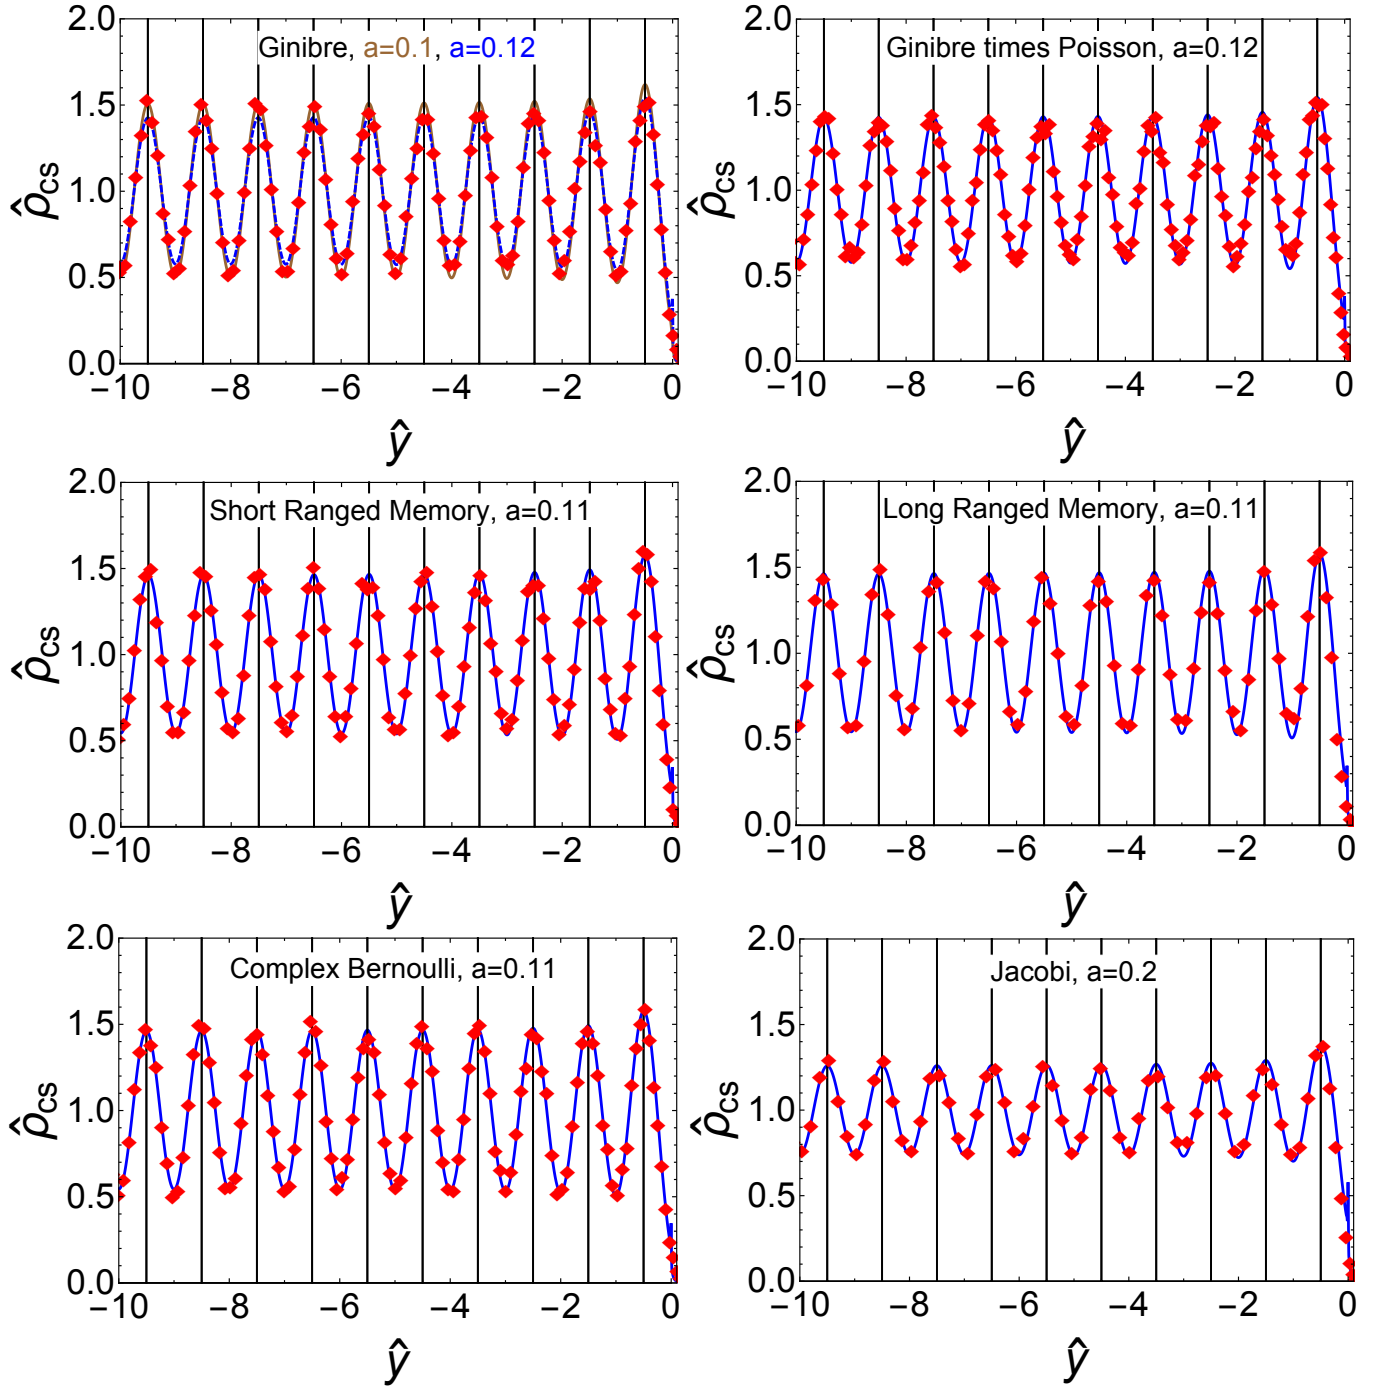 2.0
1.5
1.0
0.5
0.0
ρ̂cs
Ginibre, a=0.1, a=0.12
−10 −8 −6 −4 −2 0
ŷ
2.0
1.5
1.0
0.5
0.0
ρ̂cs
Ginibre times Poisson, a=0.12
−10 −8 −6 −4 −2 0
ŷ
2.0
1.5
1.0
0.5
0.0
ρ̂cs
Short Ranged Memory, a=0.11
−10 −8 −6 −4 −2 0
ŷ
2.0
1.5
1.0
0.5
0.0
ρ̂cs
Long Ranged Memory, a=0.11
−10 −8 −6 −4 −2 0
ŷ
2.0
1.5
1.0
0.5
0.0
ρ̂cs
Complex Bernoulli, a=0.11
−10 −8 −6 −4 −2 0
ŷ
2.0
1.5
1.0
0.5
0.0
ρ̂cs
Jacobi, a=0.2
−10 −8 −6 −4 −2 0
ŷ